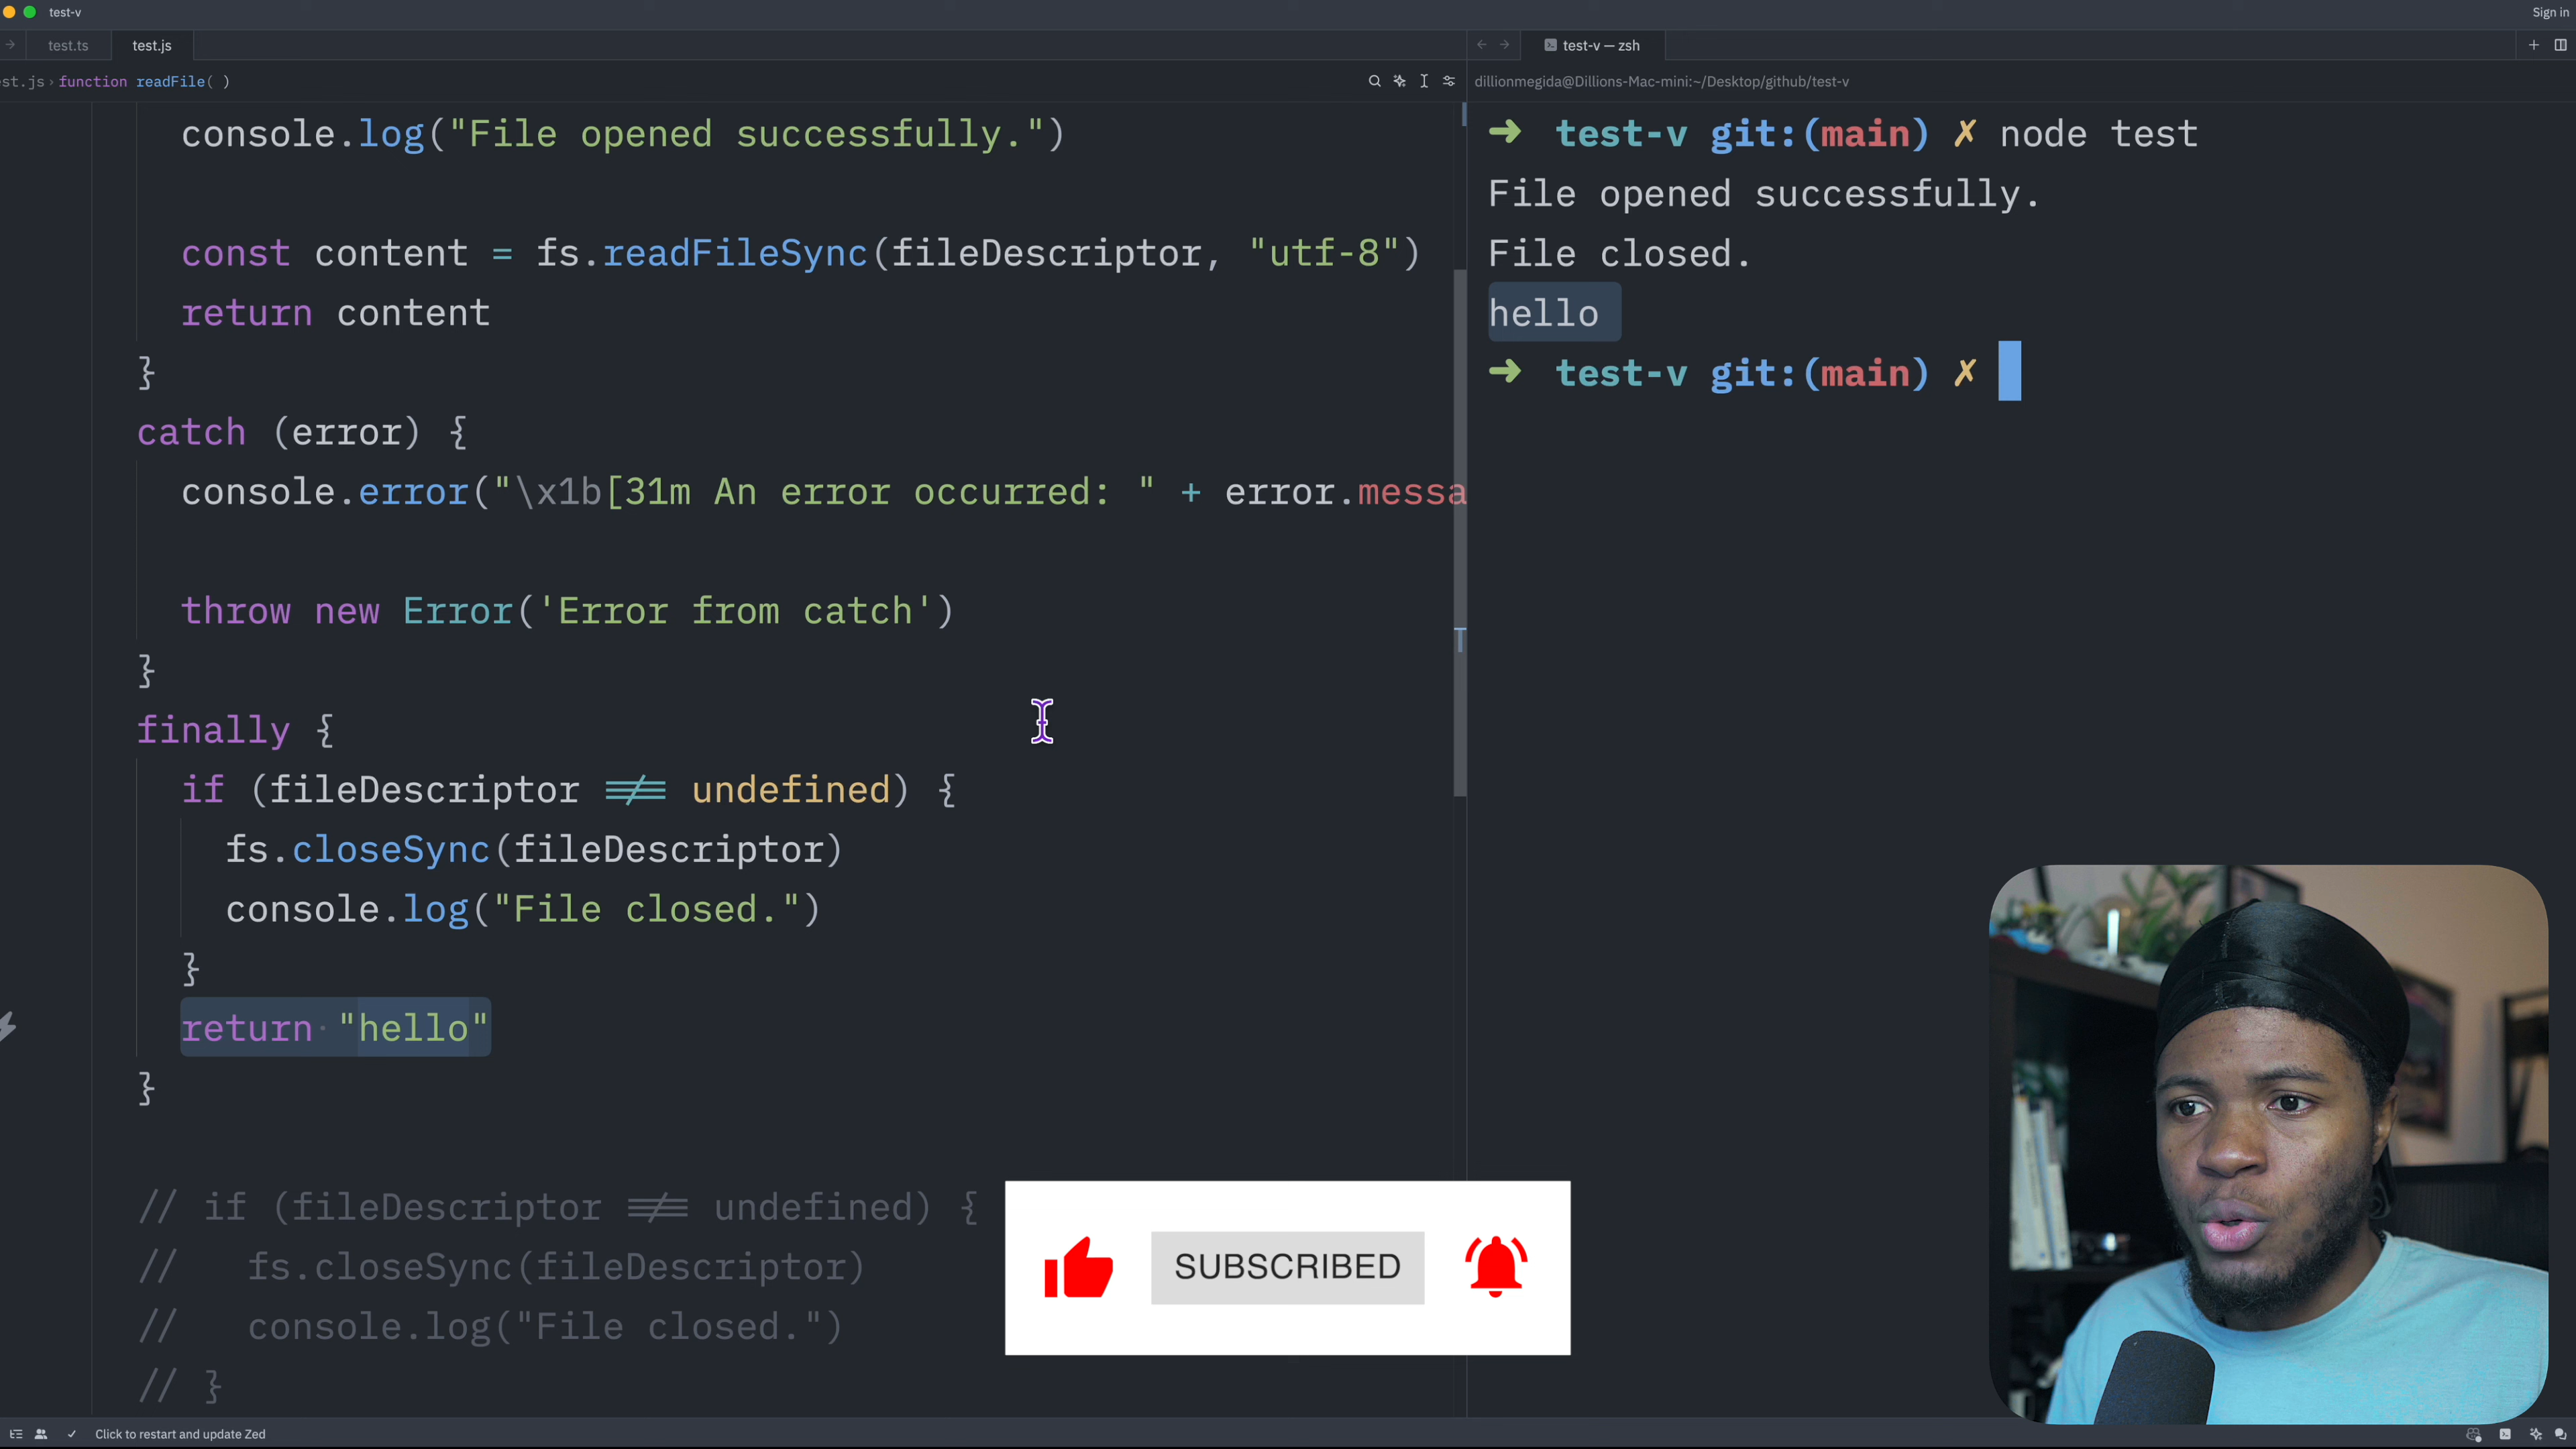 test-v
Sign in
test.ts
test.js
test-v — zsh
est.js › function readFile( )
dillionmegida@Dillions-Mac-mini:~/Desktop/github/test-v
console.log("File opened successfully.")
const content = fs.readFileSync(fileDescriptor, "utf-8")
return content
}
catch (error) {
console.error("\x1b[31m An error occurred: " + error.messa
throw new Error('Error from catch')
}
finally {
if (fileDescriptor !== undefined) {
fs.closeSync(fileDescriptor)
console.log("File closed.")
}
return "hello"
}
// if (fileDescriptor !== undefined) {
// fs.closeSync(fileDescriptor)
// console.log("File closed.")
// }
➜ test-v git:(main) ✗ node test
File opened successfully.
File closed.
hello
➜ test-v git:(main) ✗
SUBSCRIBED
Click to restart and update Zed